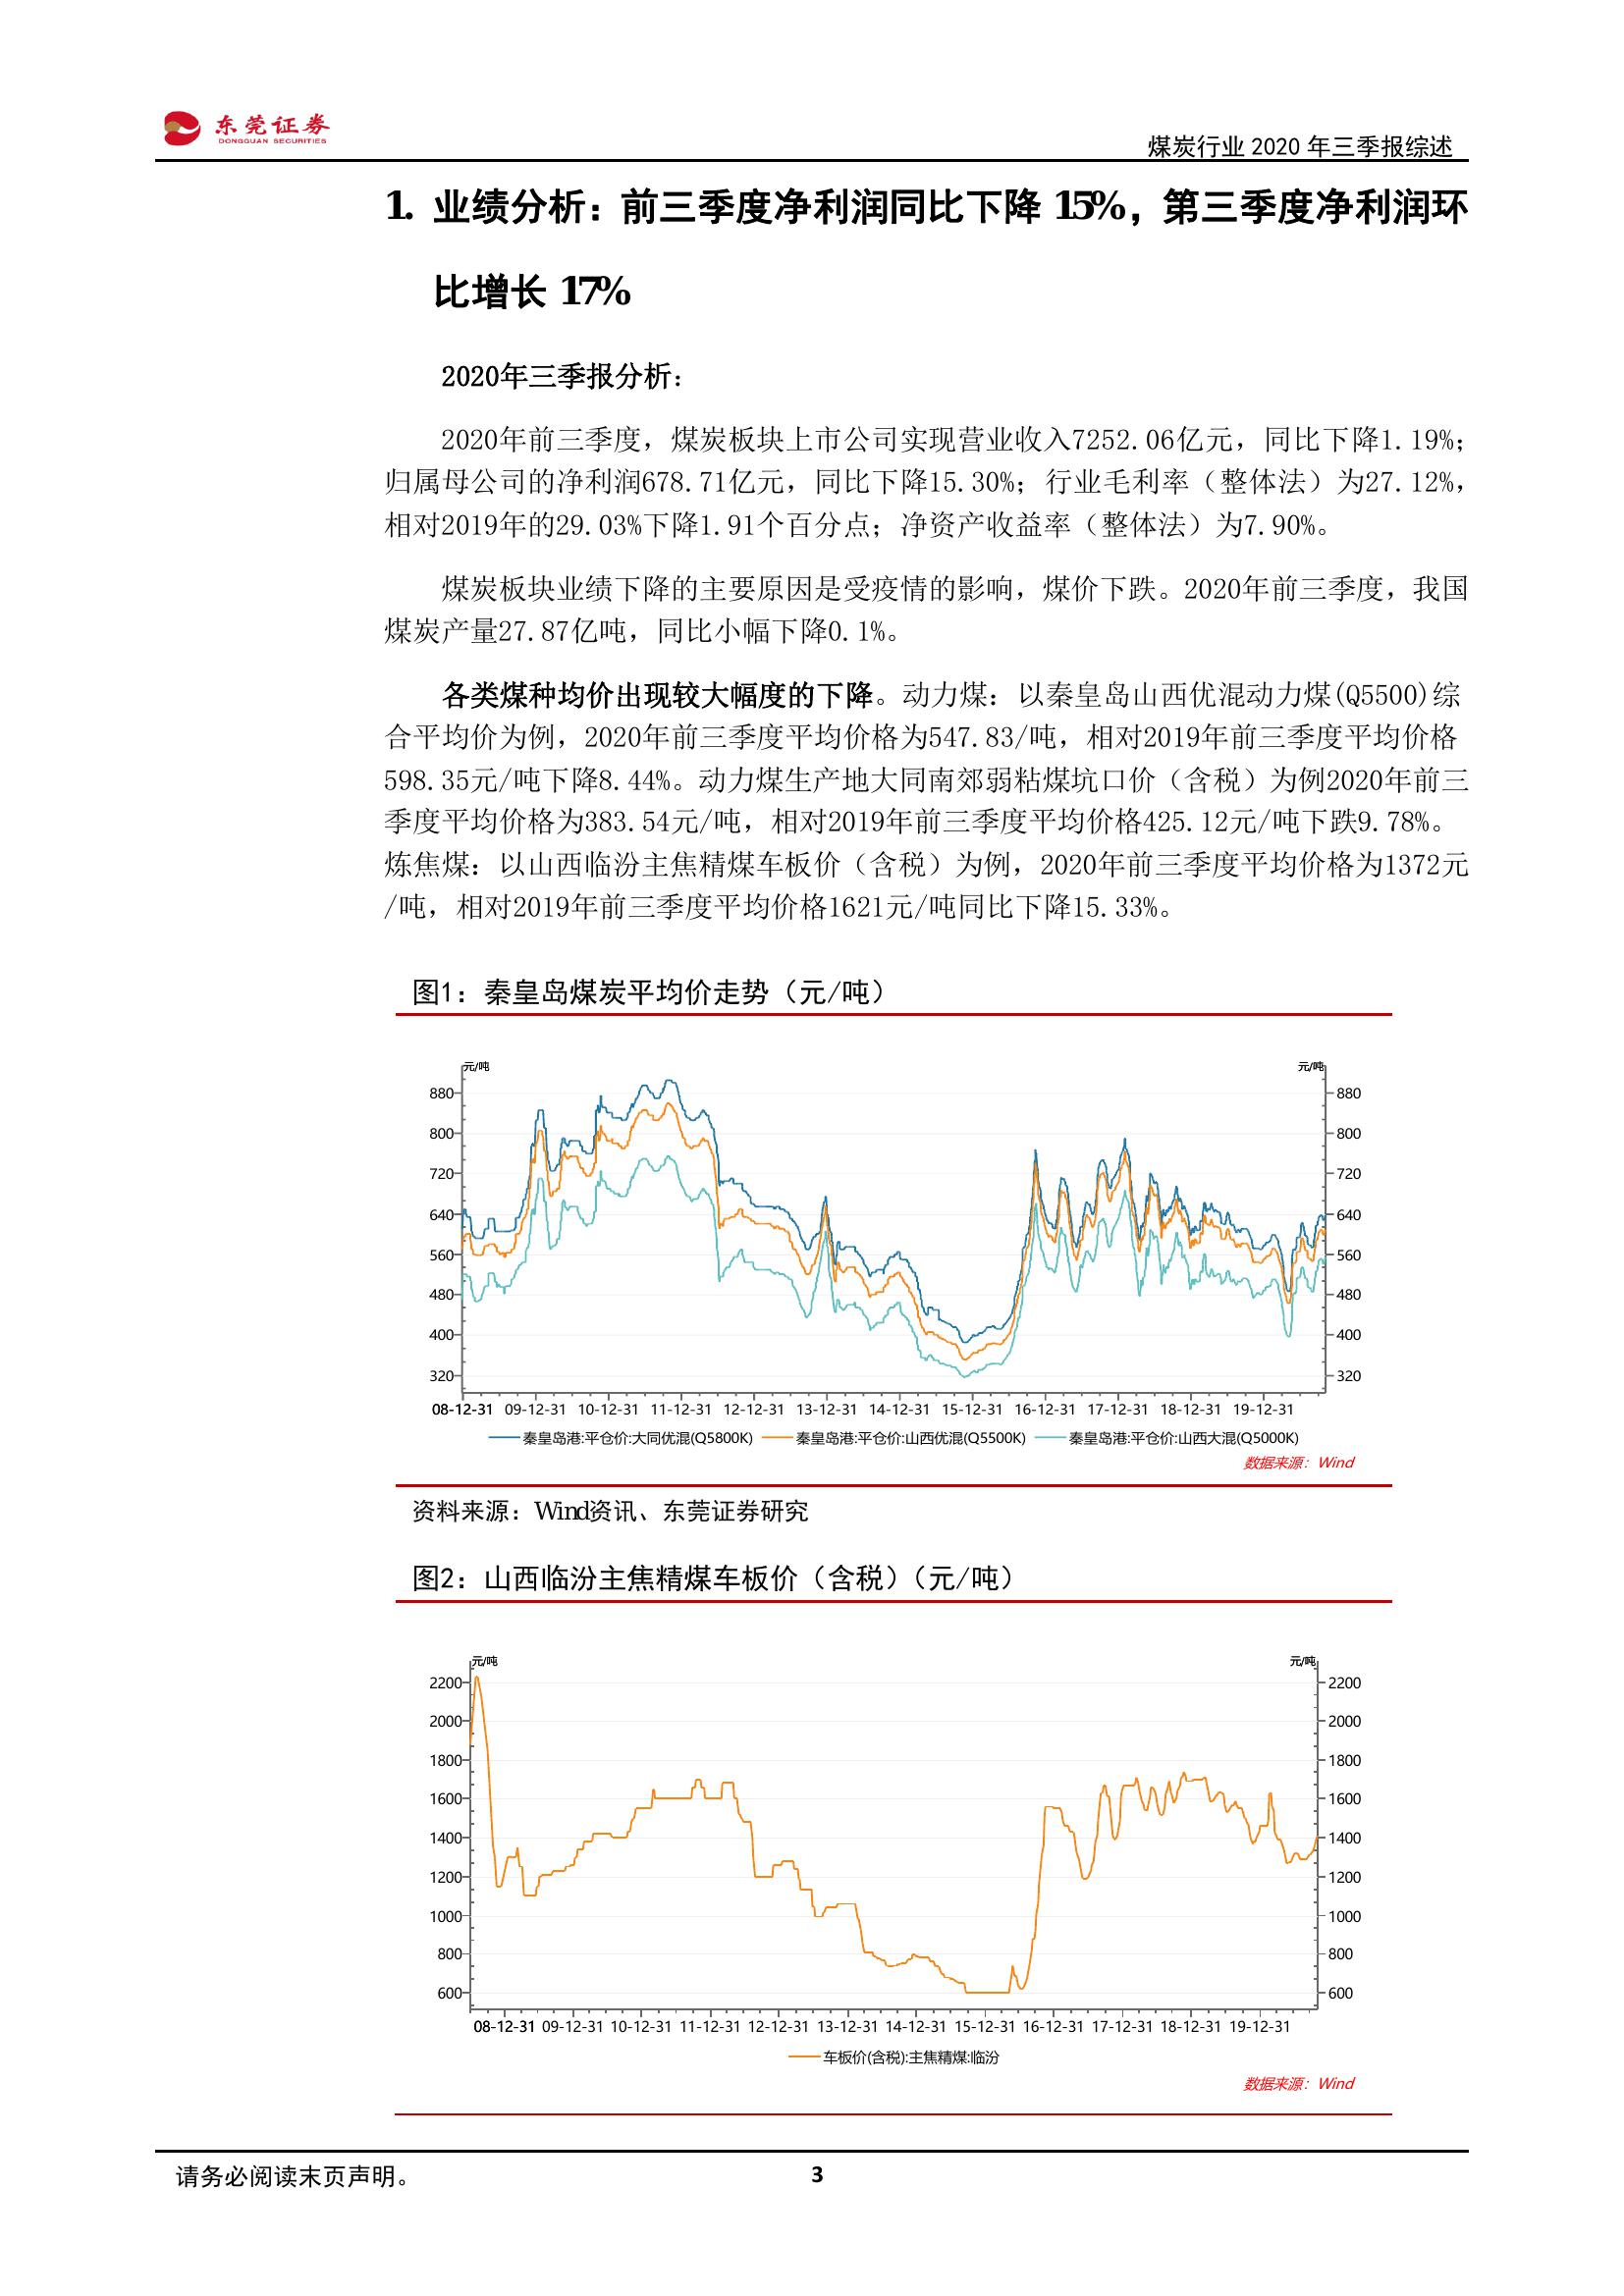 东莞证券
DONGGUAN SECURITIES
煤炭行业 2020 年三季报综述
1. 业绩分析：前三季度净利润同比下降 15%，第三季度净利润环
比增长 17%
2020年三季报分析：
2020年前三季度，煤炭板块上市公司实现营业收入7252.06亿元，同比下降1.19%；
归属母公司的净利润678.71亿元，同比下降15.30%；行业毛利率（整体法）为27.12%，
相对2019年的29.03%下降1.91个百分点；净资产收益率（整体法）为7.90%。
煤炭板块业绩下降的主要原因是受疫情的影响，煤价下跌。2020年前三季度，我国
煤炭产量27.87亿吨，同比小幅下降0.1%。
各类煤种均价出现较大幅度的下降。动力煤：以秦皇岛山西优混动力煤(Q5500)综
合平均价为例，2020年前三季度平均价格为547.83/吨，相对2019年前三季度平均价格
598.35元/吨下降8.44%。动力煤生产地大同南郊弱粘煤坑口价（含税）为例2020年前三
季度平均价格为383.54元/吨，相对2019年前三季度平均价格425.12元/吨下跌9.78%。
炼焦煤：以山西临汾主焦精煤车板价（含税）为例，2020年前三季度平均价格为1372元
/吨，相对2019年前三季度平均价格1621元/吨同比下降15.33%。
图1：秦皇岛煤炭平均价走势（元/吨）
元/吨 元/吨
880 880
800 800
720 720
640 640
560 560
480 480
400 400
320 320
08-12-31 09-12-31 10-12-31 11-12-31 12-12-31 13-12-31 14-12-31 15-12-31 16-12-31 17-12-31 18-12-31 19-12-31
秦皇岛港:平仓价:大同优混(Q5800K) 秦皇岛港:平仓价:山西优混(Q5500K) 秦皇岛港:平仓价:山西大混(Q5000K)
数据来源：Wind
资料来源：Wind资讯、东莞证券研究
图2：山西临汾主焦精煤车板价（含税）（元/吨）
元/吨 元/吨
2200 2200
2000 2000
1800 1800
1600 1600
1400 1400
1200 1200
1000 1000
800 800
600 600
08-12-31 09-12-31 10-12-31 11-12-31 12-12-31 13-12-31 14-12-31 15-12-31 16-12-31 17-12-31 18-12-31 19-12-31
车板价(含税):主焦精煤:临汾
数据来源：Wind
请务必阅读末页声明。 3